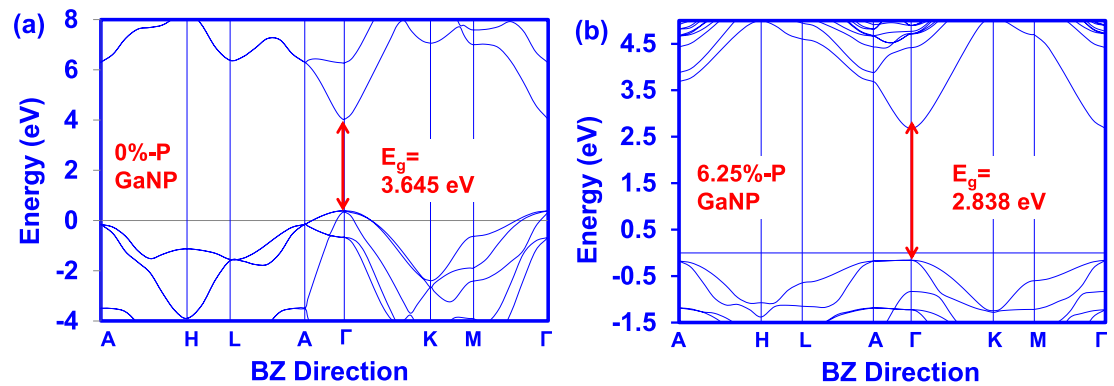 (a)
Energy (eV)
8
6
4
2
0
-2
-4
0%-P
GaNP
Eg=
3.645 eV
A H L A Γ K M Γ
BZ Direction
(b)
Energy (eV)
4.5
3.5
2.5
1.5
0.5
-0.5
-1.5
6.25%-P
GaNP
Eg=
2.838 eV
A H L A Γ K M Γ
BZ Direction